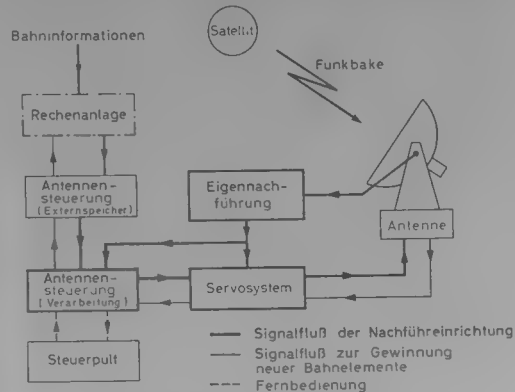 Bahninformationen
Satellit
Funkbake
Rechenanlage
Antennen-
steuerung
(Externspeicher)
Eigennach-
führung
Antenne
Antennen-
steuerung
(Verarbeitung)
Servosystem
Steuerpult
Signalfluß der Nachführeinrichtung
Signalfluß zur Gewinnung
neuer Bahnelemente
Fernbedienung